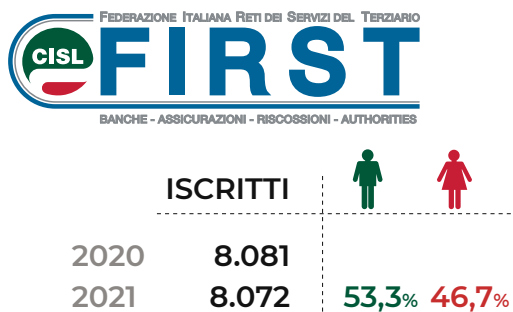 FEDERAZIONE ITALIANA RETI DEI SERVIZI DEL TERZIARIO
CISL
FIRST
BANCHE - ASSICURAZIONI - RISCOSSIONI - AUTHORITIES
ISCRITTI
2020 8.081
2021 8.072 53,3% 46,7%